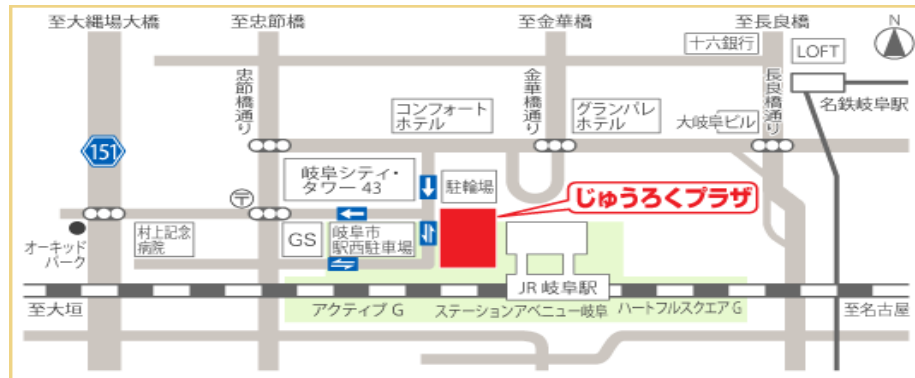 至大縄場大橋
至忠節橋
至金華橋
至長良橋
N
十六銀行
LOFT
忠節橋通り
金華橋通り
長良橋通り
名鉄岐阜駅
コンフォート
ホテル
グランパレ
ホテル
大岐阜ビル
151
岐阜シティ・
タワー43
駐輪場
じゅうろくプラザ
〒
オーキッド
パーク
村上記念
病院
GS
岐阜市
駅西駐車場
JR岐阜駅
至大垣
アクティブG
ステーションアベニュー岐阜
ハートフルスクエアG
至名古屋